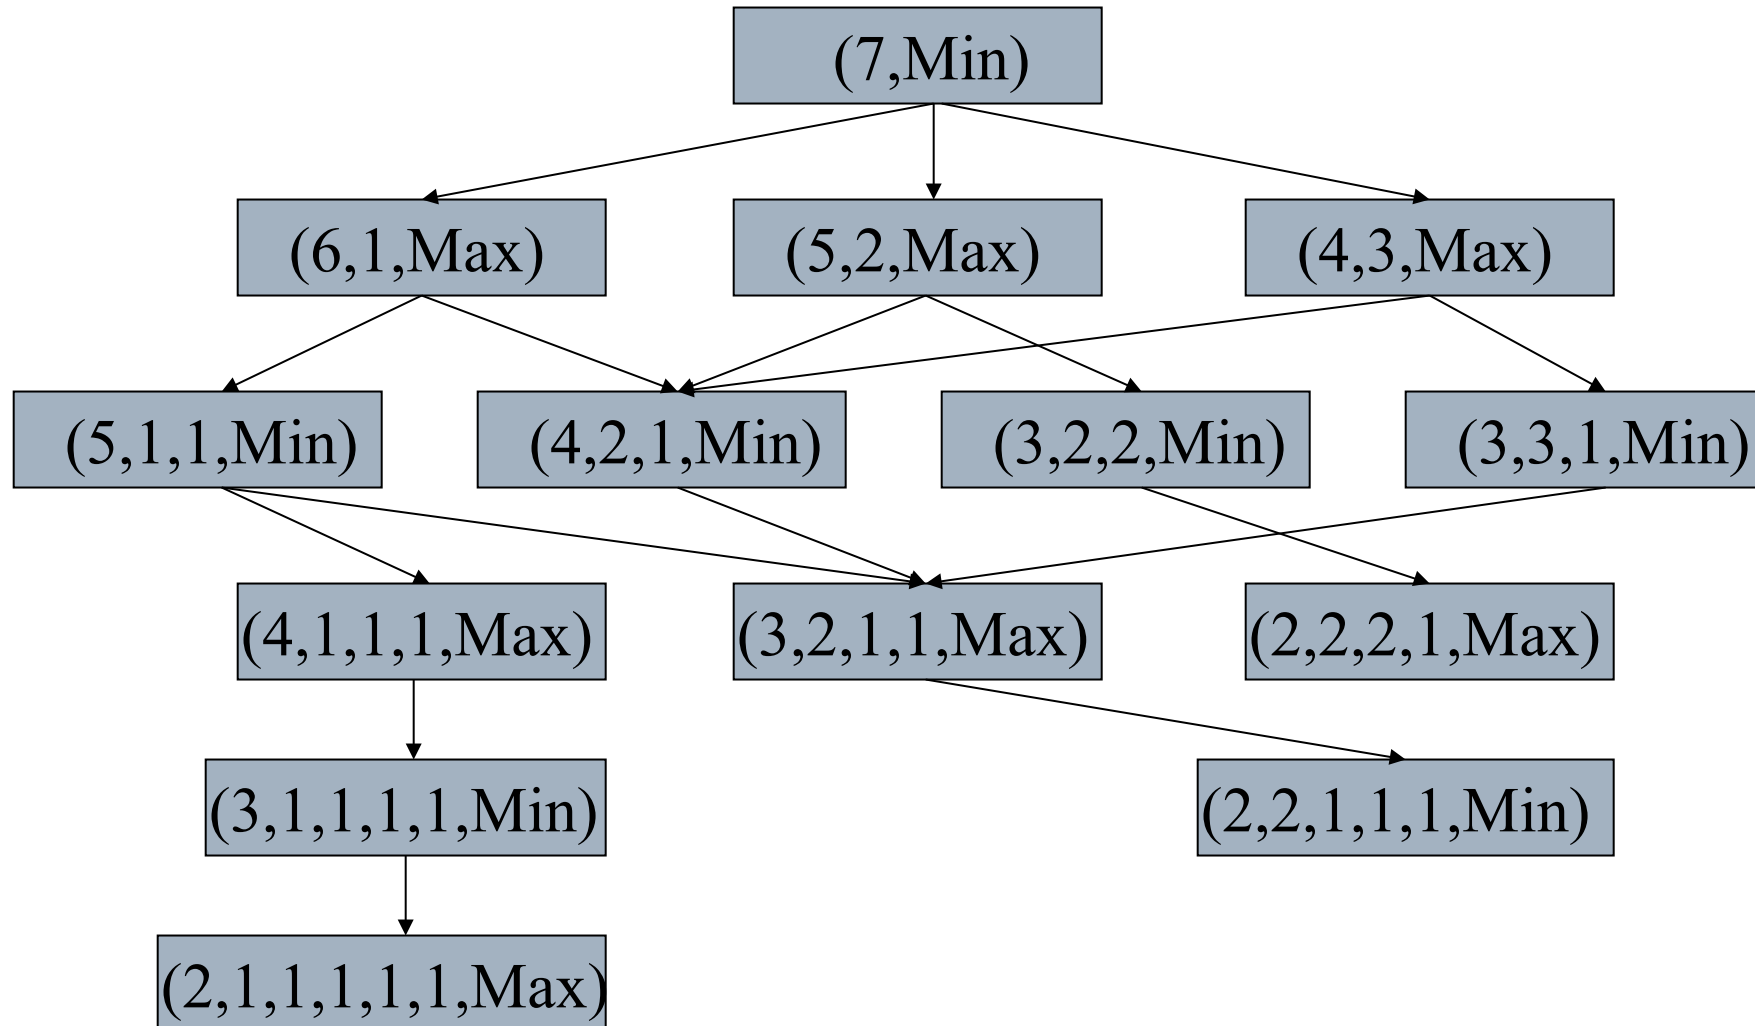 (7,Min)
(6,1,Max)
(5,2,Max)
(4,3,Max)
(5,1,1,Min)
(4,2,1,Min)
(3,2,2,Min)
(3,3,1,Min)
(4,1,1,1,Max)
(3,2,1,1,Max)
(2,2,2,1,Max)
(3,1,1,1,1,Min)
(2,2,1,1,1,Min)
(2,1,1,1,1,1,Max)